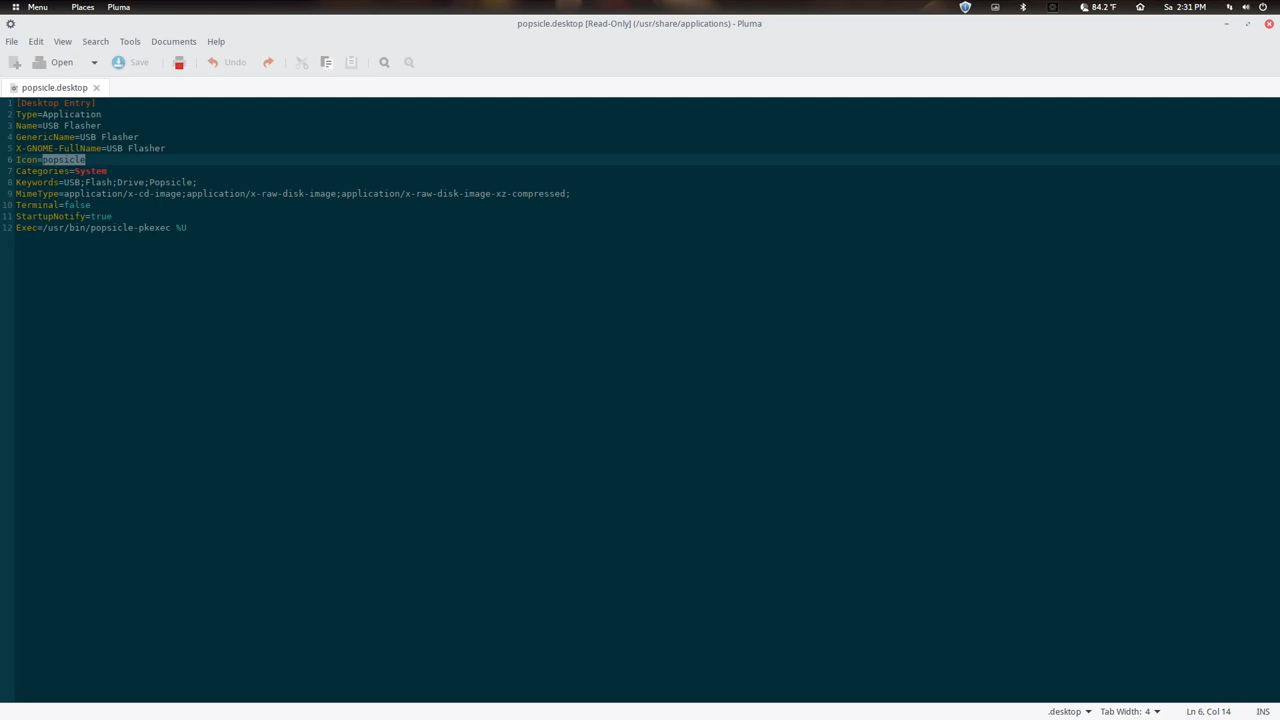 Menu Places Pluma 84.2 °F Sa 2:31 PM
popsicle.desktop [Read-Only] (/usr/share/applications) - Pluma
File Edit View Search Tools Documents Help
Open Save Undo
popsicle.desktop
1 [Desktop Entry]
2 Type=Application
3 Name=USB Flasher
4 GenericName=USB Flasher
5 X-GNOME-FullName=USB Flasher
6 Icon=popsicle
7 Categories=System
8 Keywords=USB;Flash;Drive;Popsicle;
9 MimeType=application/x-cd-image;application/x-raw-disk-image;application/x-raw-disk-image-xz-compressed;
10 Terminal=false
11 StartupNotify=true
12 Exec=/usr/bin/popsicle-pkexec %U
.desktop Tab Width: 4 Ln 6, Col 14 INS